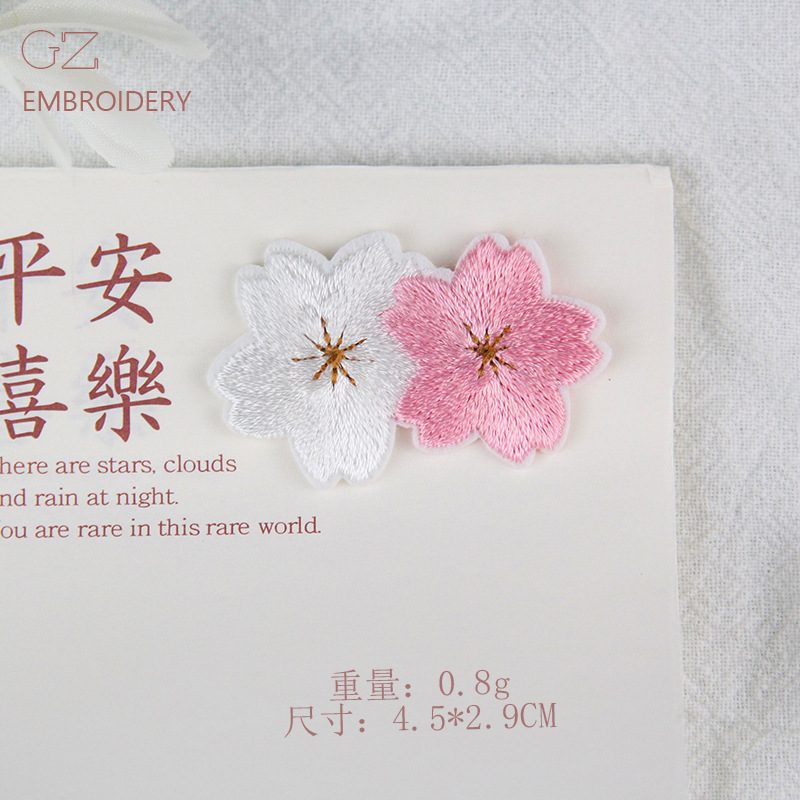 GZ
EMBROIDERY
平安
喜樂
here are stars, clouds
nd rain at night.
ou are rare in this rare world.
重量：0.8g
尺寸：4.5*2.9CM